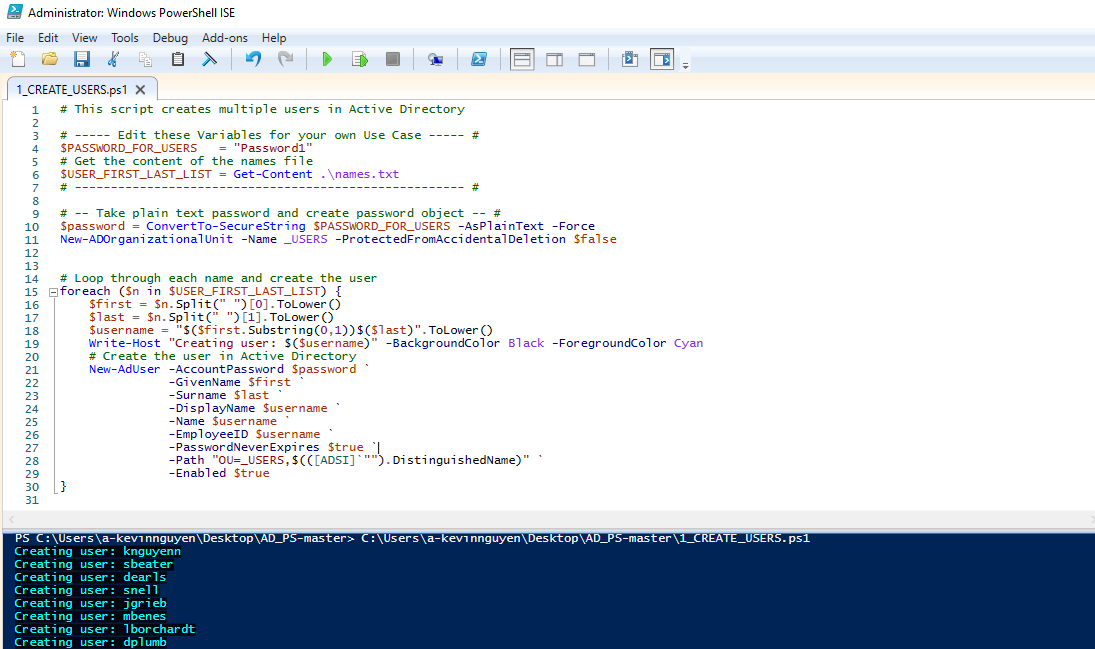 Administrator: Windows PowerShell ISE
File Edit View Tools Debug Add-ons Help
1_CREATE_USERS.ps1
1 # This script creates multiple users in Active Directory
2
3 # ----- Edit these Variables for your own Use Case ----- #
4 $PASSWORD_FOR_USERS   = "Password1"
5 # Get the content of the names file
6 $USER_FIRST_LAST_LIST = Get-Content .\names.txt
7 # ------------------------------------------------------ #
8
9 # -- Take plain text password and create password object -- #
10 $password = ConvertTo-SecureString $PASSWORD_FOR_USERS -AsPlainText -Force
11 New-ADOrganizationalUnit -Name _USERS -ProtectedFromAccidentalDeletion $false
12
13
14 # Loop through each name and create the user
15 foreach ($n in $USER_FIRST_LAST_LIST) {
16     $first = $n.Split(" ")[0].ToLower()
17     $last = $n.Split(" ")[1].ToLower()
18     $username = "$($first.Substring(0,1))$($last)".ToLower()
19     Write-Host "Creating user: $($username)" -BackgroundColor Black -ForegroundColor Cyan
20     # Create the user in Active Directory
21     New-AdUser -AccountPassword $password `
22                -GivenName $first `
23                -Surname $last `
24                -DisplayName $username `
25                -Name $username `
26                -EmployeeID $username `
27                -PasswordNeverExpires $true `
28                -Path "OU=_USERS,$(([ADSI]`"").DistinguishedName)" `
29                -Enabled $true
30 }
31
PS C:\Users\a-kevinnguyen\Desktop\AD_PS-master> C:\Users\a-kevinnguyen\Desktop\AD_PS-master\1_CREATE_USERS.ps1
Creating user: knguyenn
Creating user: sbeater
Creating user: dearls
Creating user: snell
Creating user: jgrieb
Creating user: mbenes
Creating user: lborchardt
Creating user: dplumb